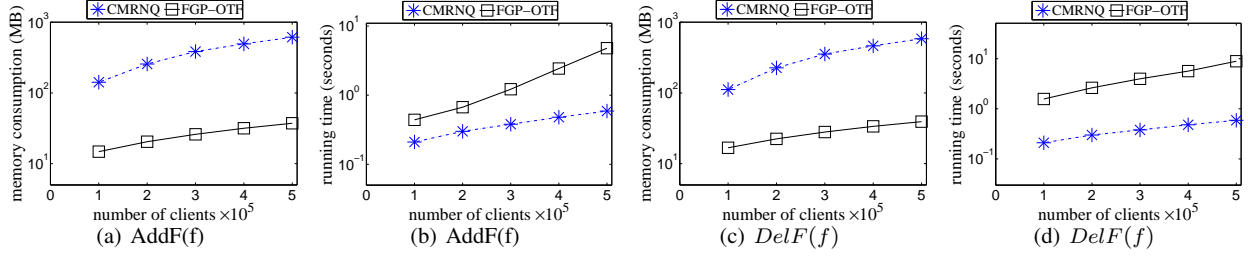 CMRNQ FGP-OTF
memory consumption (MB)
10^3
10^2
10^1
0 1 2 3 4 5
number of clients ×10^5
(a) AddF(f)
CMRNQ FGP-OTF
running time (seconds)
10^1
10^0
10^-1
0 1 2 3 4 5
number of clients ×10^5
(b) AddF(f)
CMRNQ FGP-OTF
memory consumption (MB)
10^3
10^2
10^1
0 1 2 3 4 5
number of clients ×10^5
(c) DelF(f)
CMRNQ FGP-OTF
running time (seconds)
10^1
10^0
10^-1
0 1 2 3 4 5
number of clients ×10^5
(d) DelF(f)